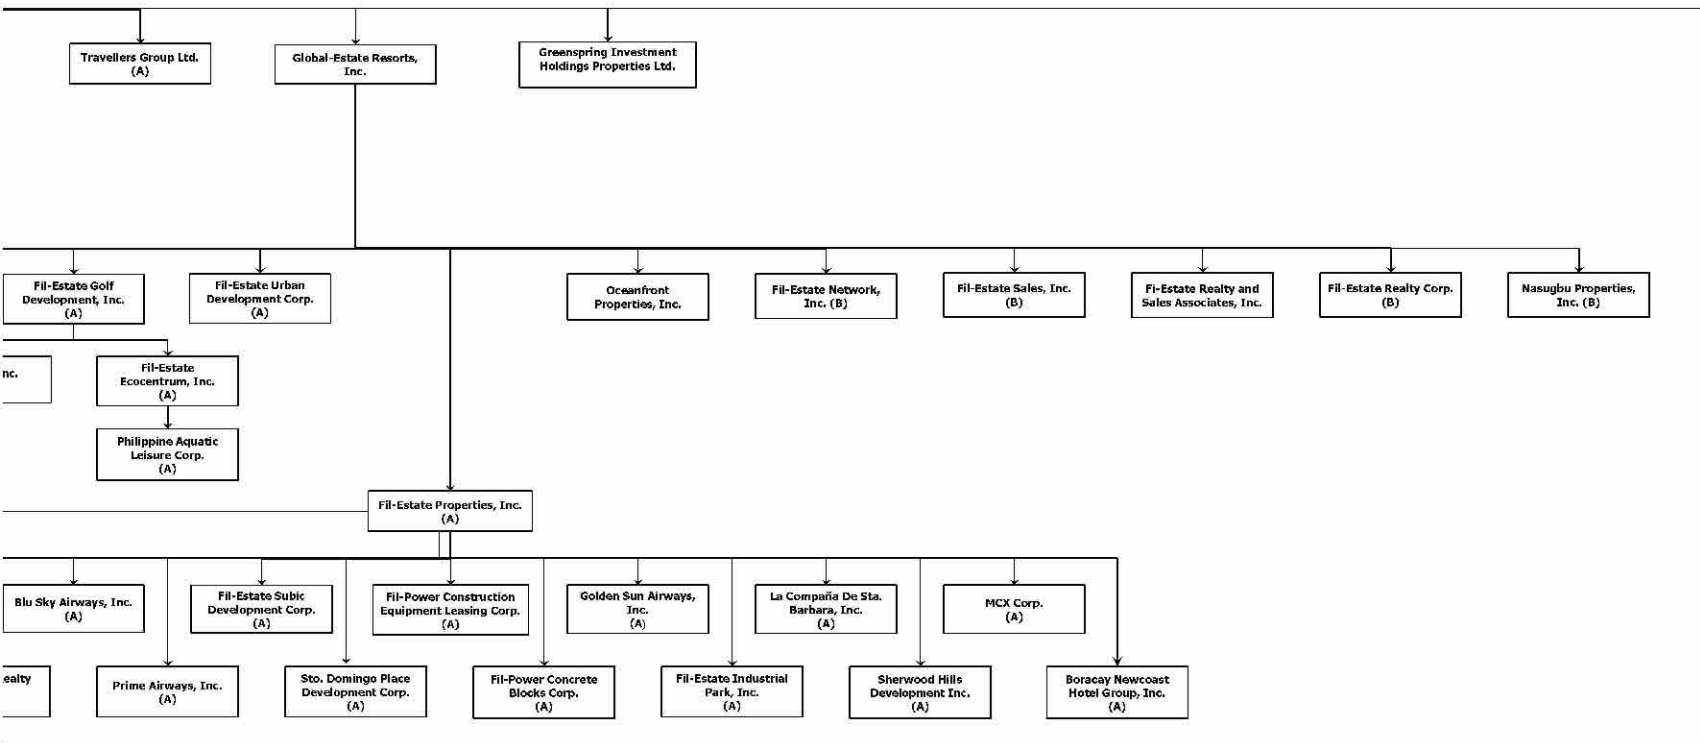 Travellers Group Ltd.
(A)
Global-Estate Resorts,
Inc.
Greenspring Investment
Holdings Properties Ltd.
Fil-Estate Golf
Development, Inc.
(A)
Fil-Estate Urban
Development Corp.
(A)
Oceanfront
Properties, Inc.
Fil-Estate Network,
Inc. (B)
Fil-Estate Sales, Inc.
(B)
Fi-Estate Realty and
Sales Associates, Inc.
Fil-Estate Realty Corp.
(B)
Nasugbu Properties,
Inc. (B)
nc.
Fil-Estate
Ecocentrum, Inc.
(A)
Philippine Aquatic
Leisure Corp.
(A)
Fil-Estate Properties, Inc.
(A)
Blu Sky Airways, Inc.
(A)
Fil-Estate Subic
Development Corp.
(A)
Fil-Power Construction
Equipment Leasing Corp.
(A)
Golden Sun Airways,
Inc.
(A)
La Compaña De Sta.
Barbara, Inc.
(A)
MCX Corp.
(A)
ealty
Prime Airways, Inc.
(A)
Sto. Domingo Place
Development Corp.
(A)
Fil-Power Concrete
Blocks Corp.
(A)
Fil-Estate Industrial
Park, Inc.
(A)
Sherwood Hills
Development Inc.
(A)
Boracay Newcoast
Hotel Group, Inc.
(A)